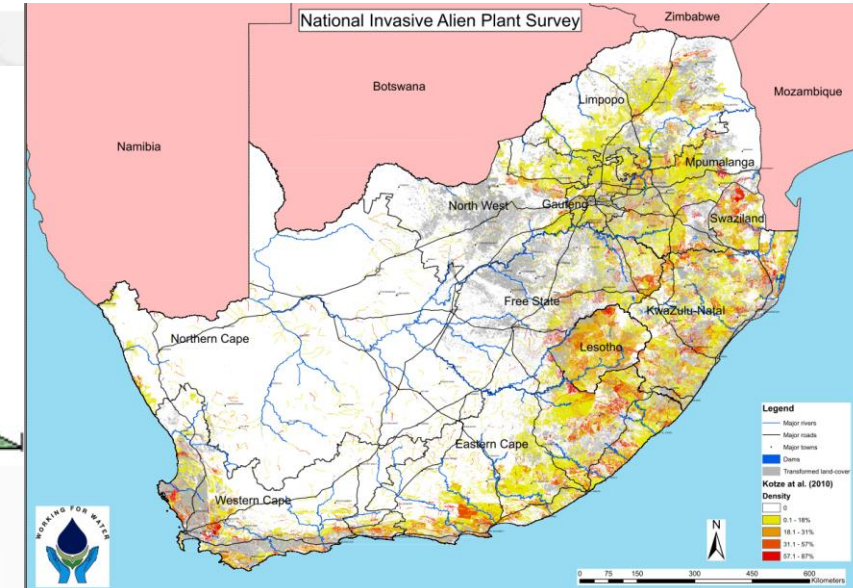 National Invasive Alien Plant Survey
Zimbabwe
Botswana
Mozambique
Namibia
Limpopo
Mpumalanga
North West
Gauteng
Swaziland
Free State
KwaZulu-Natal
Northern Cape
Lesotho
Eastern Cape
Western Cape
Legend
Major rivers
Major roads
Major towns
Dams
Transformed land-cover
Kotze at al. (2010)
Density
0
0.1 - 18%
18.1 - 31%
31.1 - 57%
57.1 - 87%
WORKING FOR WATER
N
0 75 150 300 450 600
Kilometers